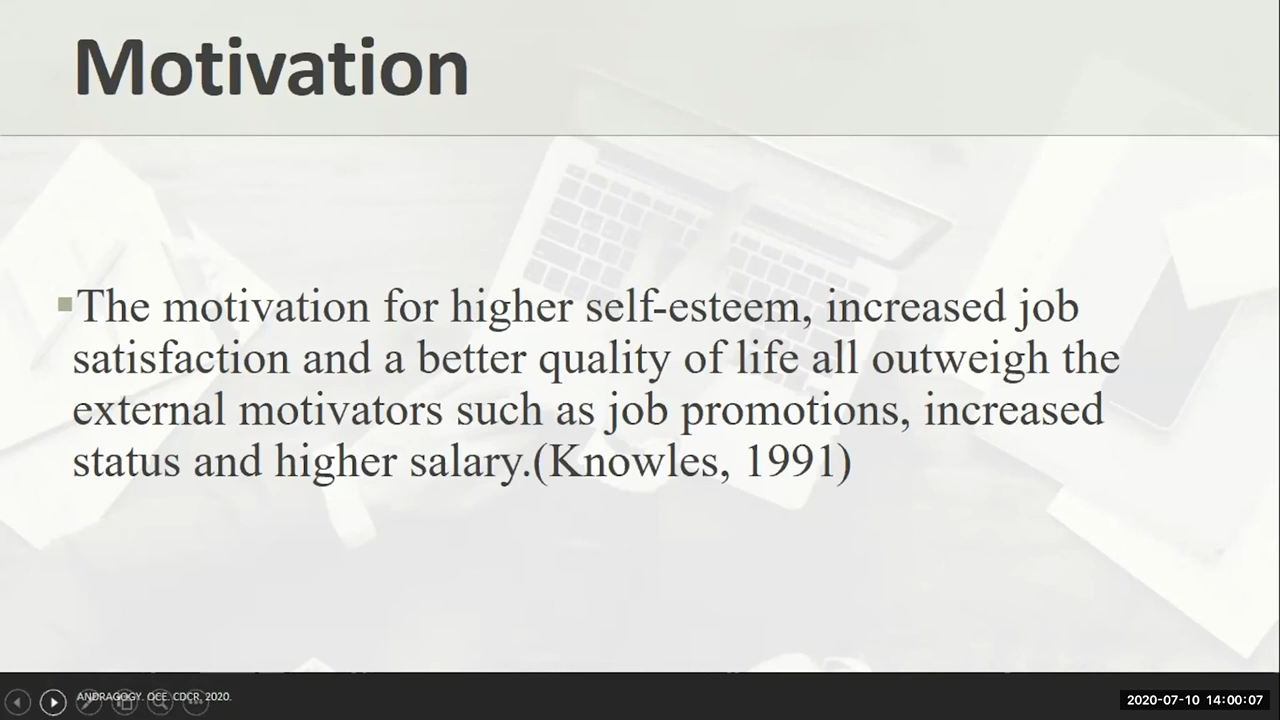 Motivation
The motivation for higher self-esteem, increased job
satisfaction and a better quality of life all outweigh the
external motivators such as job promotions, increased
status and higher salary.(Knowles, 1991)
ANDRAGOGY. OCE. CDCR. 2020.
2020-07-10 14:00:07